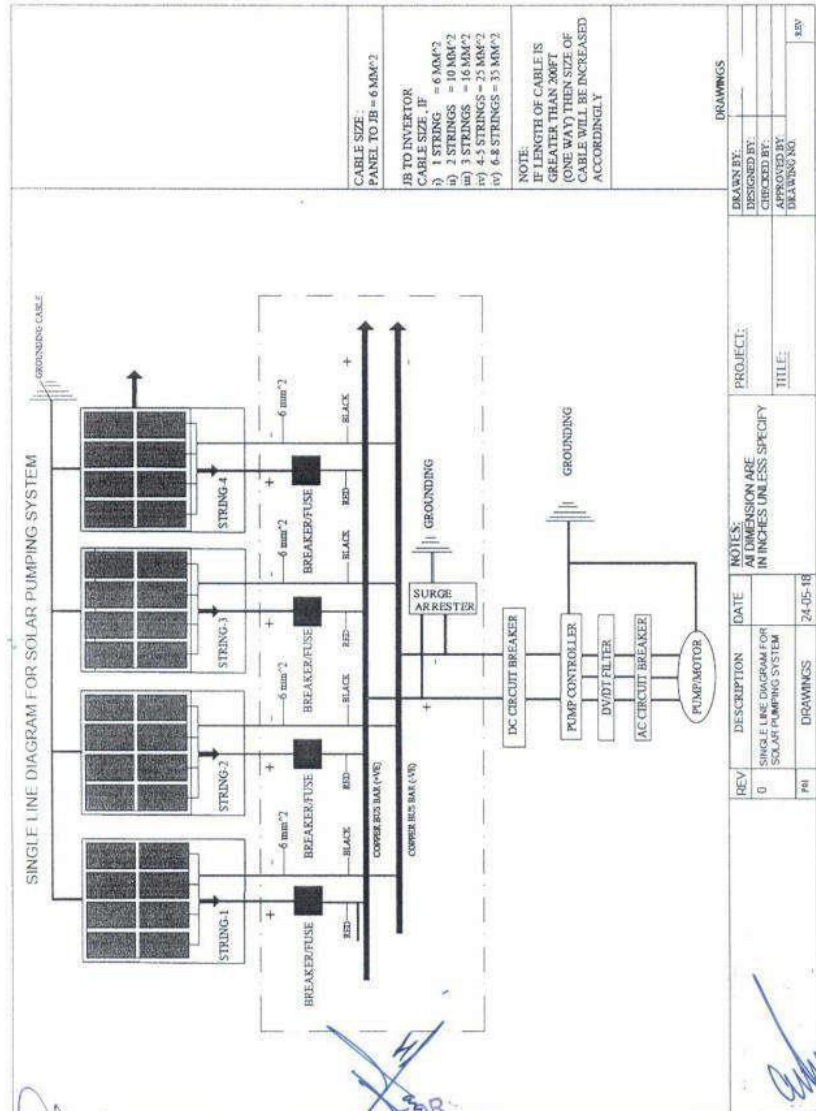 SINGLE LINE DIAGRAM FOR SOLAR PUMPING SYSTEM
GROUNDING CABLE
STRING-1
STRING-2
STRING-3
STRING-4
+
-
6 mm^2
+
-
6 mm^2
+
-
6 mm^2
+
-
6 mm^2
BREAKER/FUSE
BREAKER/FUSE
BREAKER/FUSE
BREAKER/FUSE
RED
BLACK
RED
BLACK
RED
BLACK
RED
BLACK
COPPER BUS BAR (+VE)
+
COPPER BUS BAR (-VE)
-
+
-
SURGE
ARRESTER
GROUNDING
DC CIRCUIT BREAKER
PUMP CONTROLLER
GROUNDING
DV/DT FILTER
AC CIRCUIT BREAKER
PUMP/MOTOR
CABLE SIZE :
PANEL TO JB = 6 MM^2
JB TO INVERTOR
CABLE SIZE , IF
i) 1 STRING = 6 MM^2
ii) 2 STRINGS = 10 MM^2
iii) 3 STRINGS = 16 MM^2
iv) 4-5 STRINGS = 25 MM^2
iv) 6-8 STRINGS = 35 MM^2
NOTE:
IF LENGTH OF CABLE IS
GREATER THAN 200FT
(ONE WAY) THEN SIZE OF
CABLE WILL BE INCREASED
ACCORDINGLY
DRAWINGS
REV
DESCRIPTION
DATE
0
SINGLE LINE DIAGRAM FOR
SOLAR PUMPING SYSTEM
P01
DRAWINGS
24-05-18
NOTES:
All DIMENSION ARE
IN INCHES UNLESS SPECIFY
PROJECT:
TITLE:
DRAWN BY:
DESIGNED BY:
CHECKED BY:
APPROVED BY:
DRAWING NO:
REV